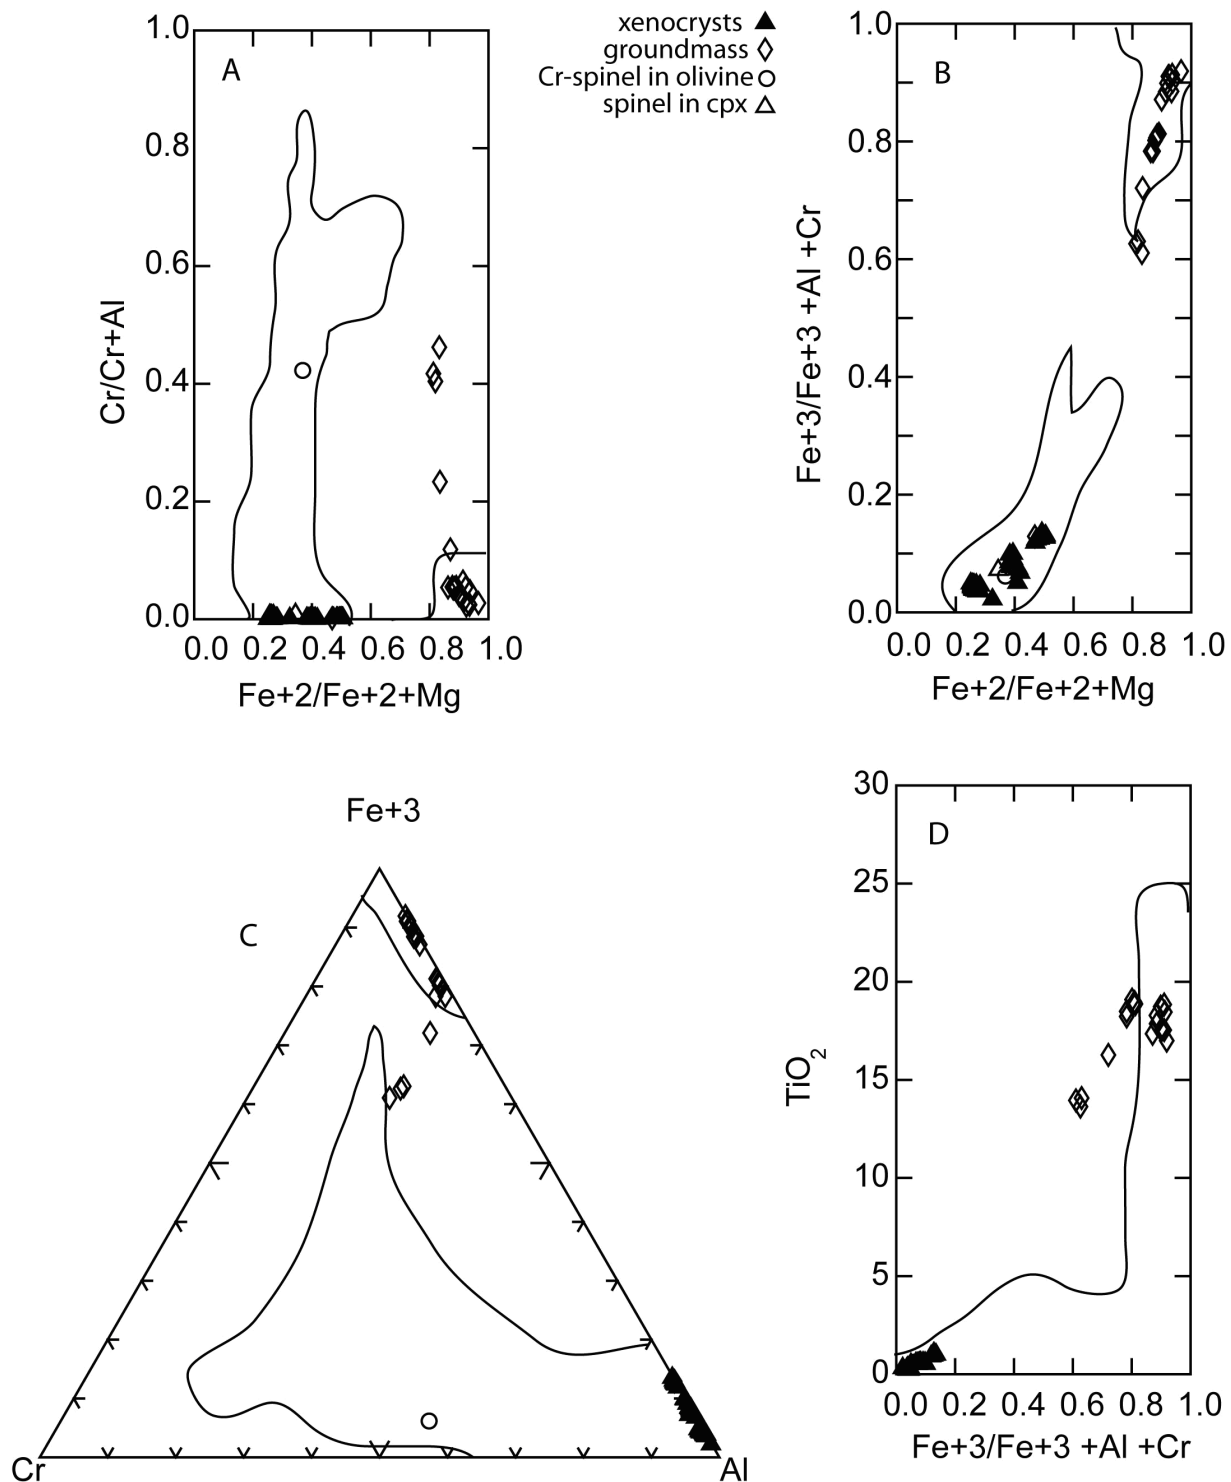 xenocrysts
groundmass
Cr-spinel in olivine
spinel in cpx
A
1.0
0.8
0.6
0.4
0.2
0.0
Cr/Cr+Al
0.0 0.2 0.4 0.6 0.8 1.0
Fe+2/Fe+2+Mg
B
1.0
0.8
0.6
0.4
0.2
0.0
Fe+3/Fe+3 +Al +Cr
0.0 0.2 0.4 0.6 0.8 1.0
Fe+2/Fe+2+Mg
Fe+3
C
Cr
Al
D
30
25
20
15
10
5
0
TiO2
0.0 0.2 0.4 0.6 0.8 1.0
Fe+3/Fe+3 +Al +Cr